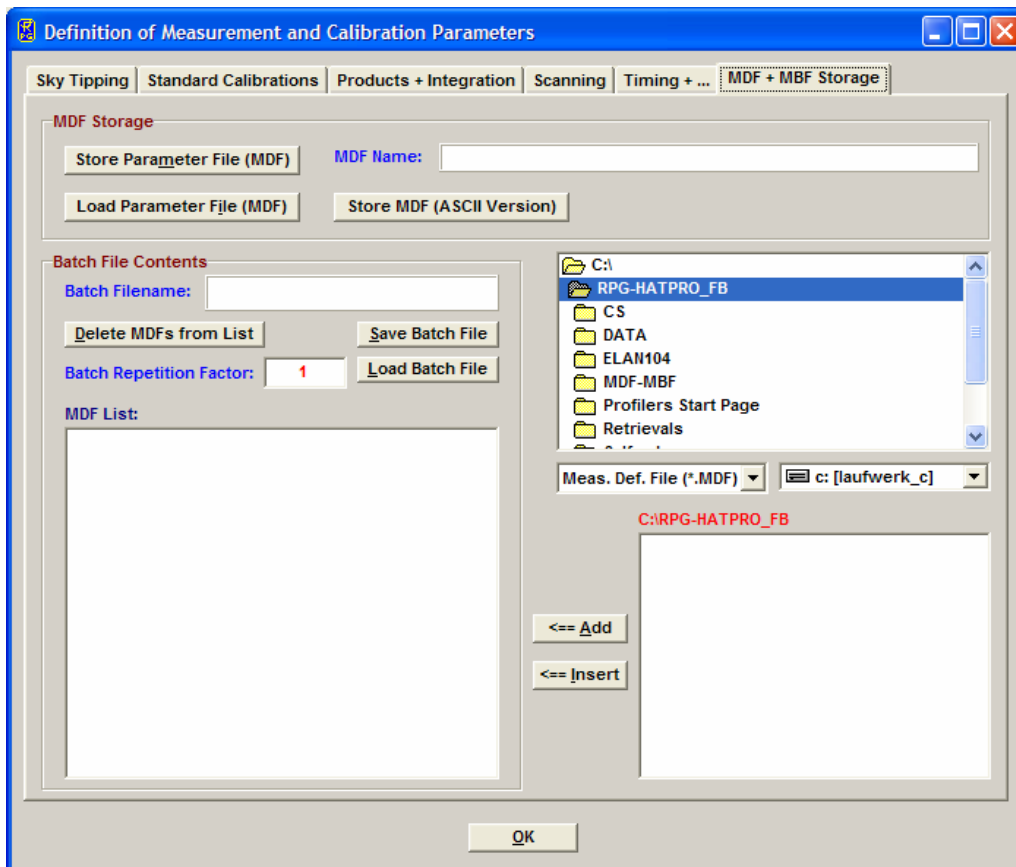 Definition of Measurement and Calibration Parameters
Sky Tipping
Standard Calibrations
Products + Integration
Scanning
Timing + ...
MDF + MBF Storage
MDF Storage
Store Parameter File (MDF)
MDF Name:
Load Parameter File (MDF)
Store MDF (ASCII Version)
Batch File Contents
Batch Filename:
Delete MDFs from List
Save Batch File
Batch Repetition Factor:
1
Load Batch File
MDF List:
C:\
RPG-HATPRO_FB
CS
DATA
ELAN104
MDF-MBF
Profilers Start Page
Retrievals
Meas. Def. File (*.MDF)
c: [laufwerk_c]
C:\RPG-HATPRO_FB
<== Add
<== Insert
OK